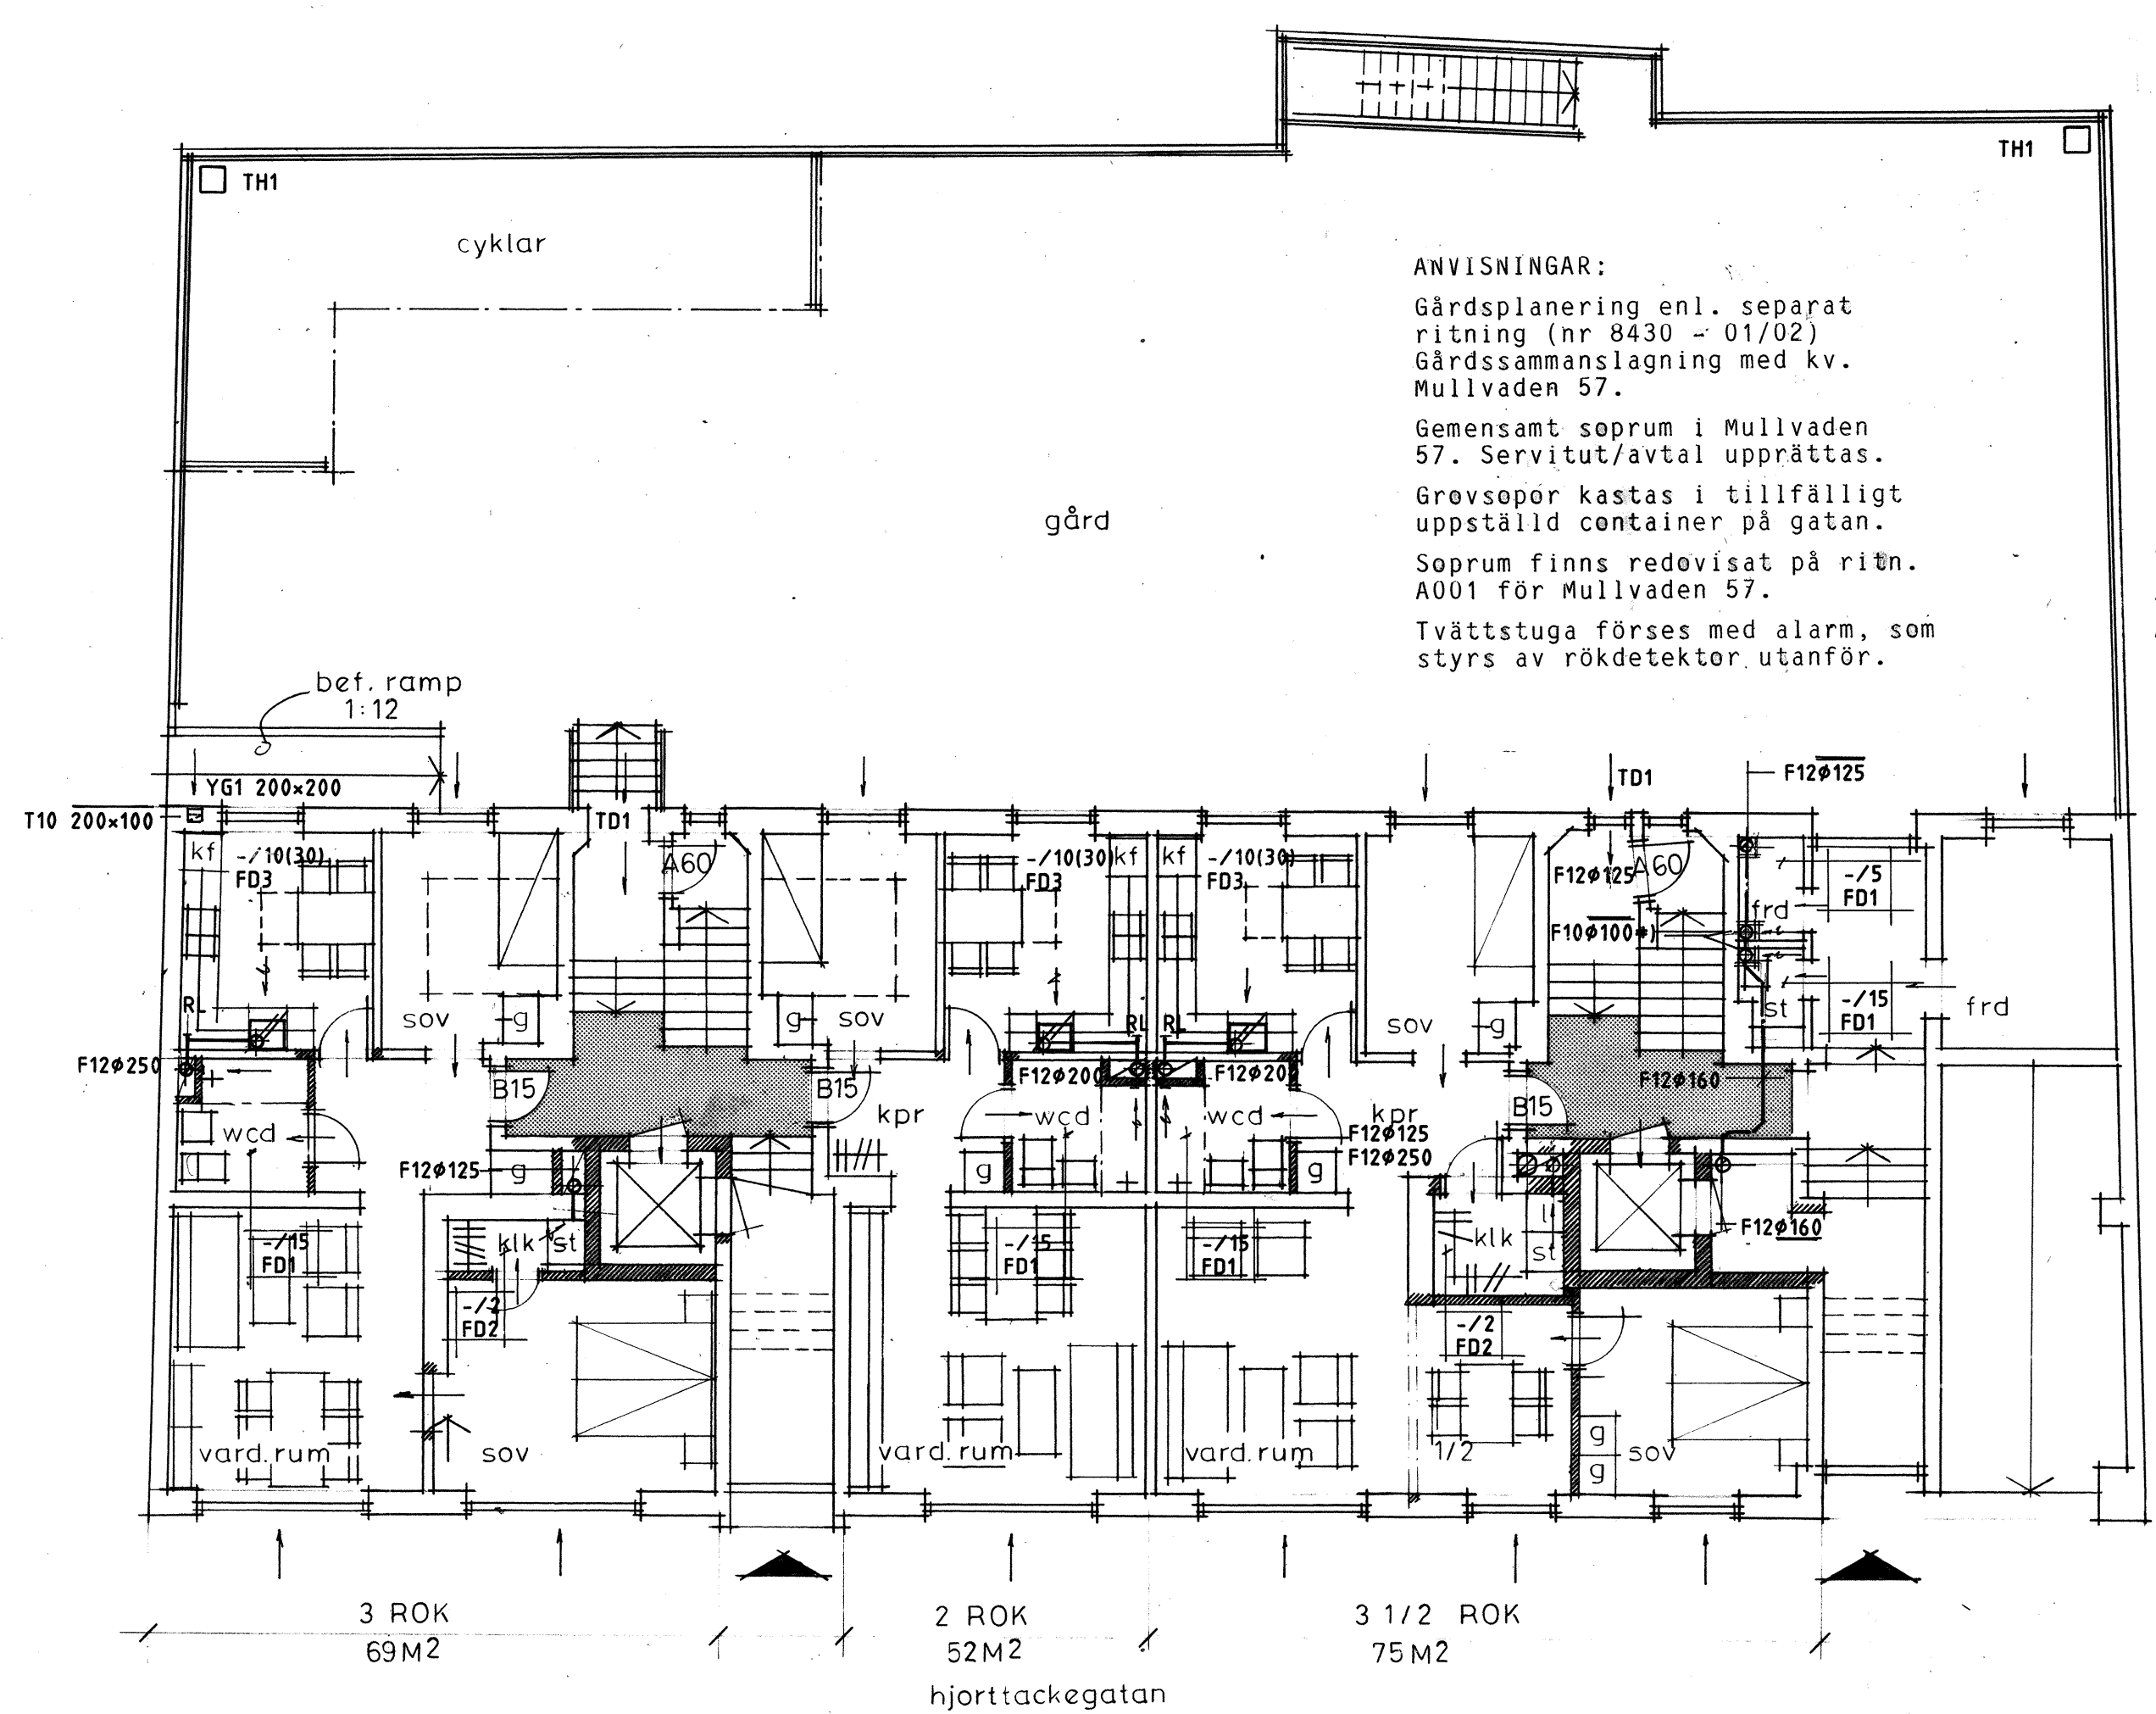 TH1
TH1
cyklar
ANVISNINGAR:
Gårdsplanering enl. separat
ritning (nr 8430 - 01/02)
Gårdssammanslagning med kv.
Mullvaden 57.
Gemensamt soprum i Mullvaden
57. Servitut/avtal upprättas.
Grovsopor kastas i tillfälligt
uppställd container på gatan.
Soprum finns redovisat på ritn.
A001 för Mullvaden 57.
Tvättstuga förses med alarm, som
styrs av rökdetektor utanför.
gård
bef. ramp
1:12
YG1 200×200
T10 200×100
TD1
TD1
F12ø125
kf
-/10(30)
FD3
A60
-/10(30)
FD3
kf
kf
-/10(30)
FD3
F12ø125
A60
-/5
FD1
frd
F10ø100*)
RL
sov
g
g
sov
RL
RL
sov
g
st
-/15
FD1
frd
F12ø250
B15
B15
kpr
F12ø200
F12ø20
kpr
B15
F12ø160
wcd
wcd
wcd
F12ø125
F12ø250
F12ø125
g
g
g
klk
st
klk
st
F12ø160
-/15
FD1
-/15
FD1
-/15
FD1
-/2
FD2
-/2
FD2
vard.rum
sov
vard.rum
vard.rum
1/2
g
g
sov
3 ROK
69M2
2 ROK
52M2
3 1/2 ROK
75M2
hjorttackegatan